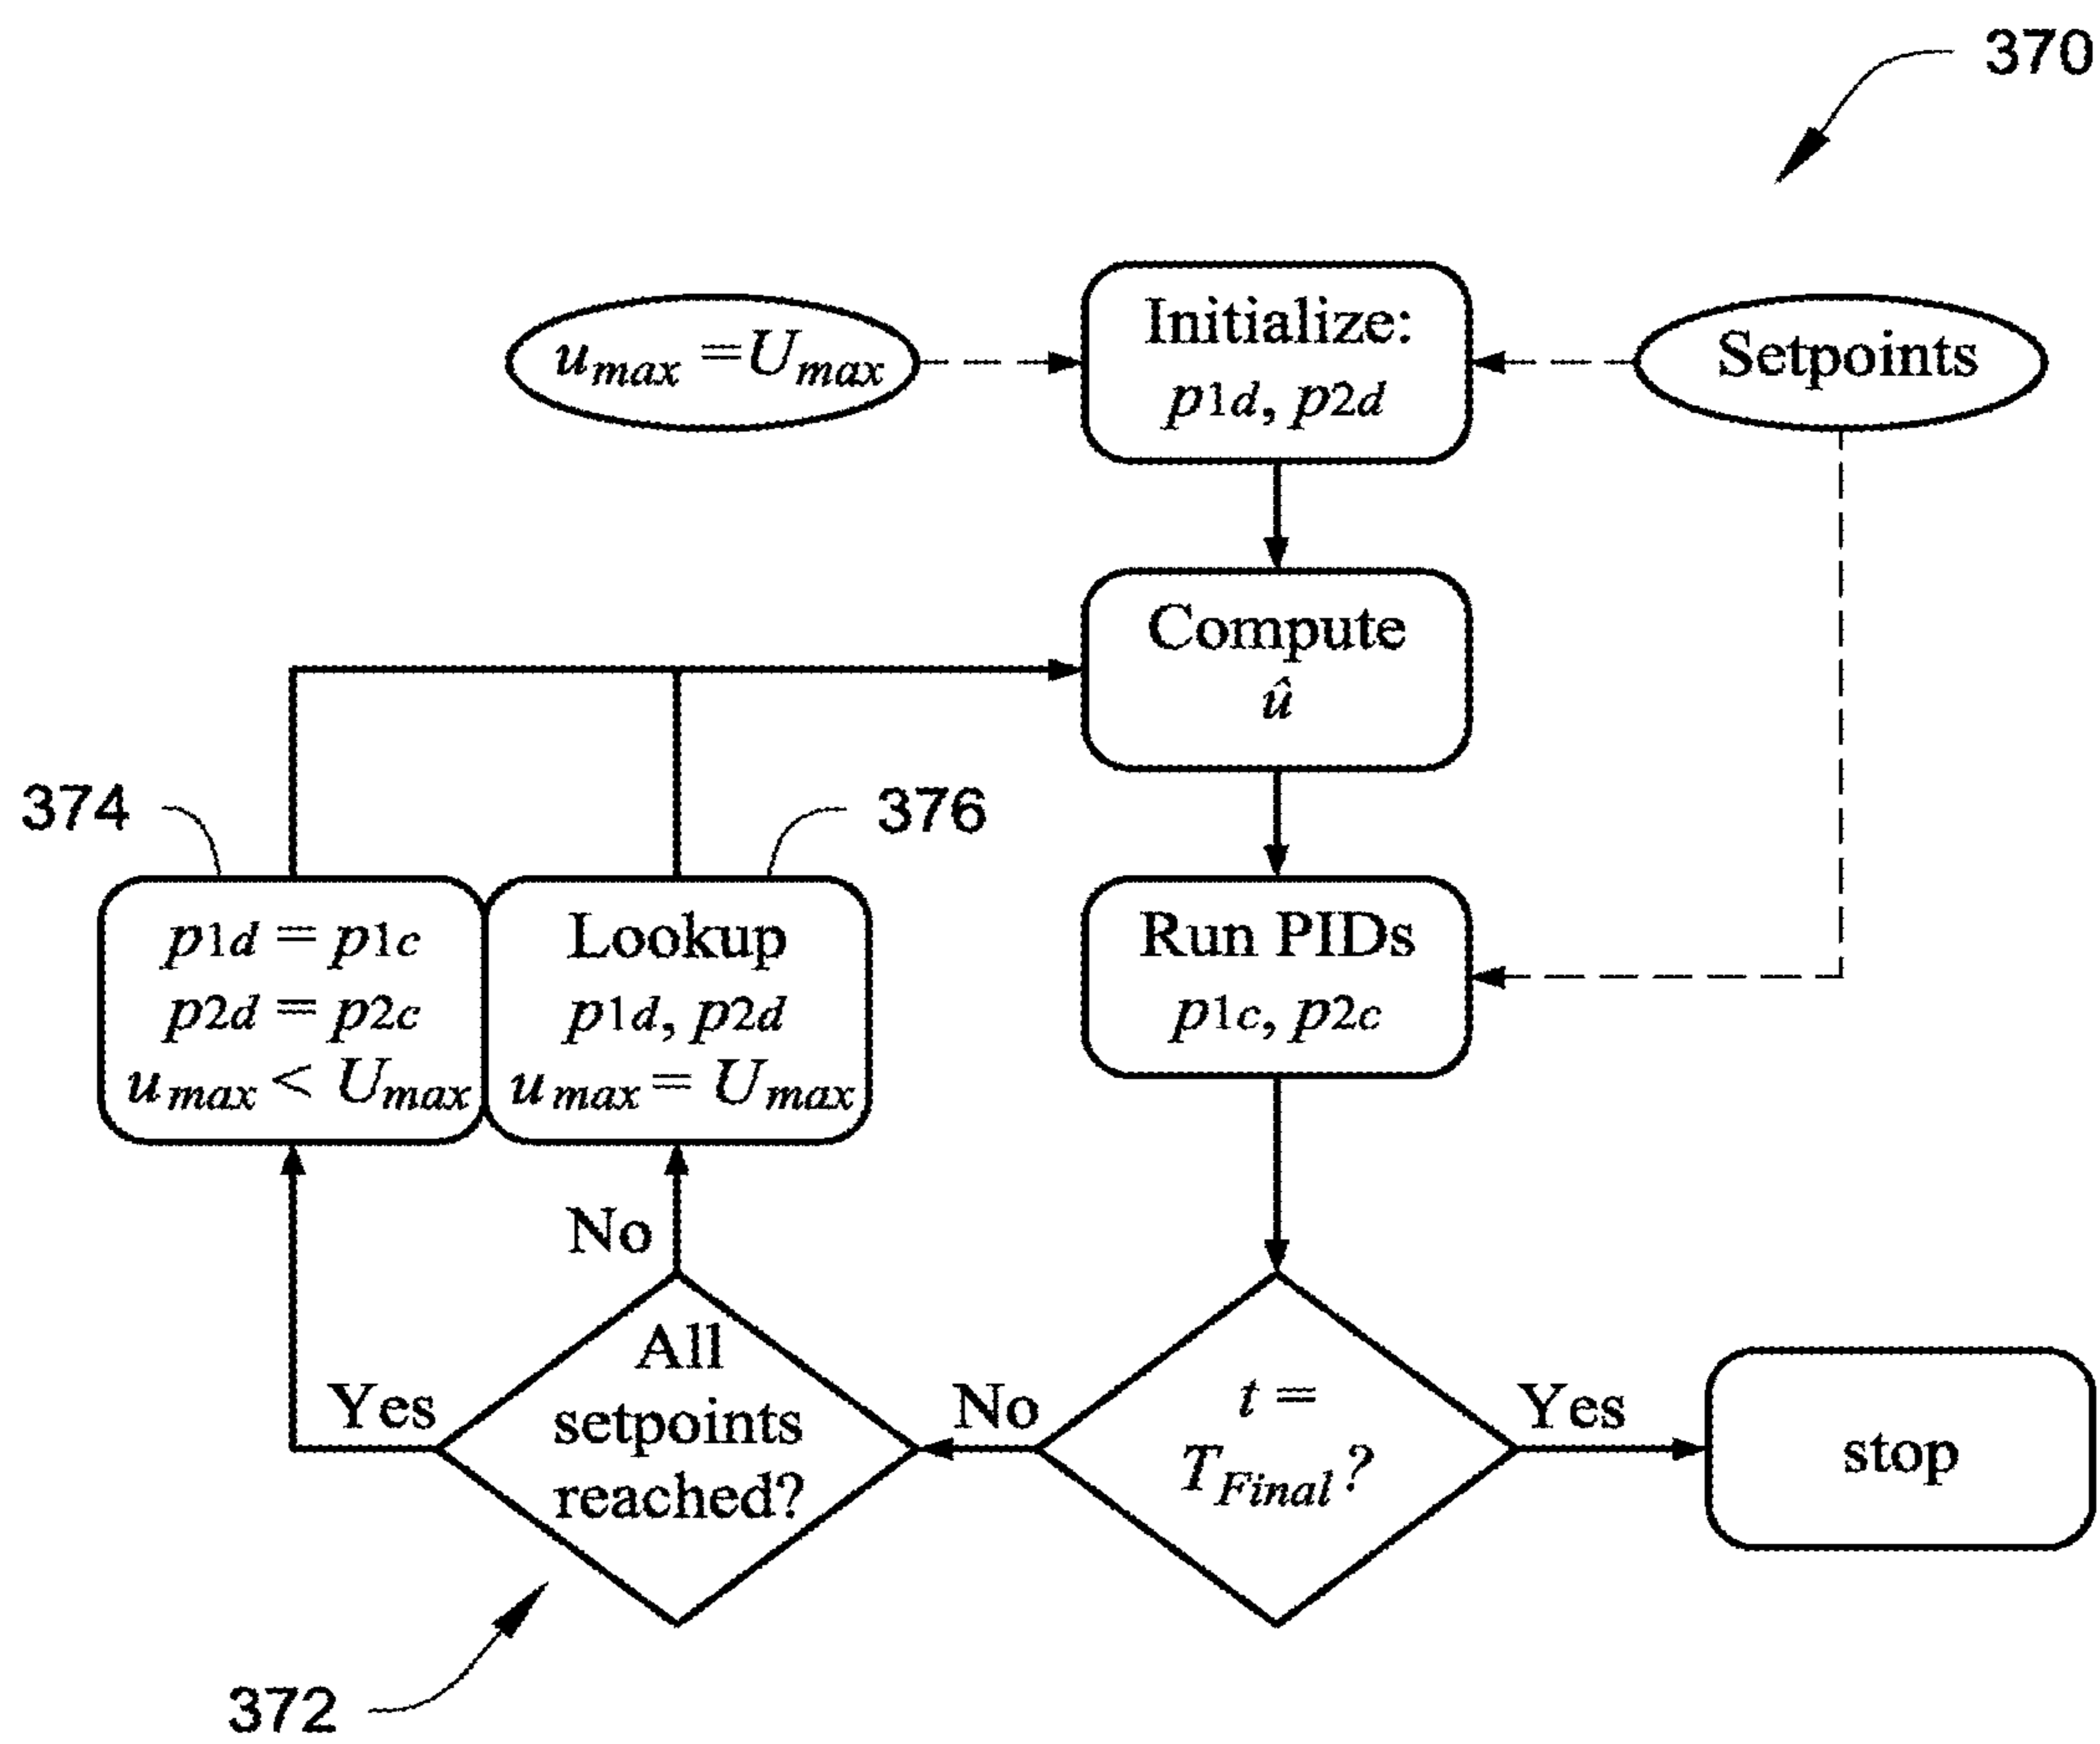 370
u_max = U_max
Initialize:
p1d, p2d
Setpoints
Compute
û
374
376
p1d = p1c
p2d = p2c
u_max < U_max
Lookup
p1d, p2d
u_max = U_max
Run PIDs
p1c, p2c
No
All
setpoints
reached?
Yes
No
t =
T_Final?
Yes
stop
372